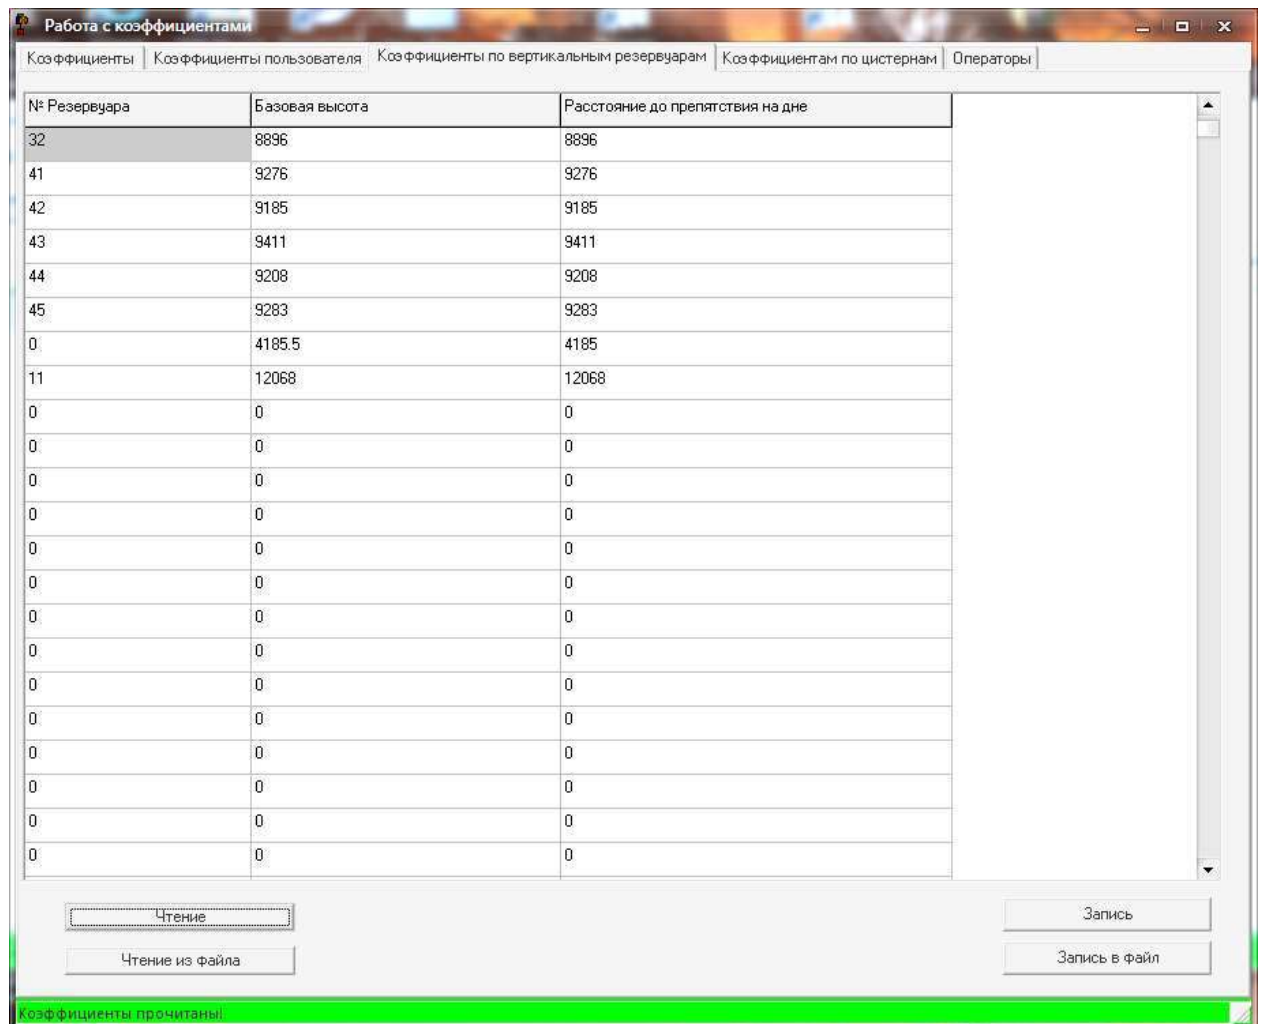 Работа с коэффициентами
Коэффициенты Коэффициенты пользователя Коэффициенты по вертикальным резервуарам Коэффициентам по цистернам Операторы
№ Резервуара Базовая высота Расстояние до препятствия на дне
32 8896 8896
41 9276 9276
42 9185 9185
43 9411 9411
44 9208 9208
45 9283 9283
0 4185.5 4185
11 12068 12068
0 0 0
0 0 0
0 0 0
0 0 0
0 0 0
0 0 0
0 0 0
0 0 0
0 0 0
0 0 0
0 0 0
0 0 0
0 0 0
0 0 0
Чтение Запись
Чтение из файла Запись в файл
Коэффициенты прочитаны!